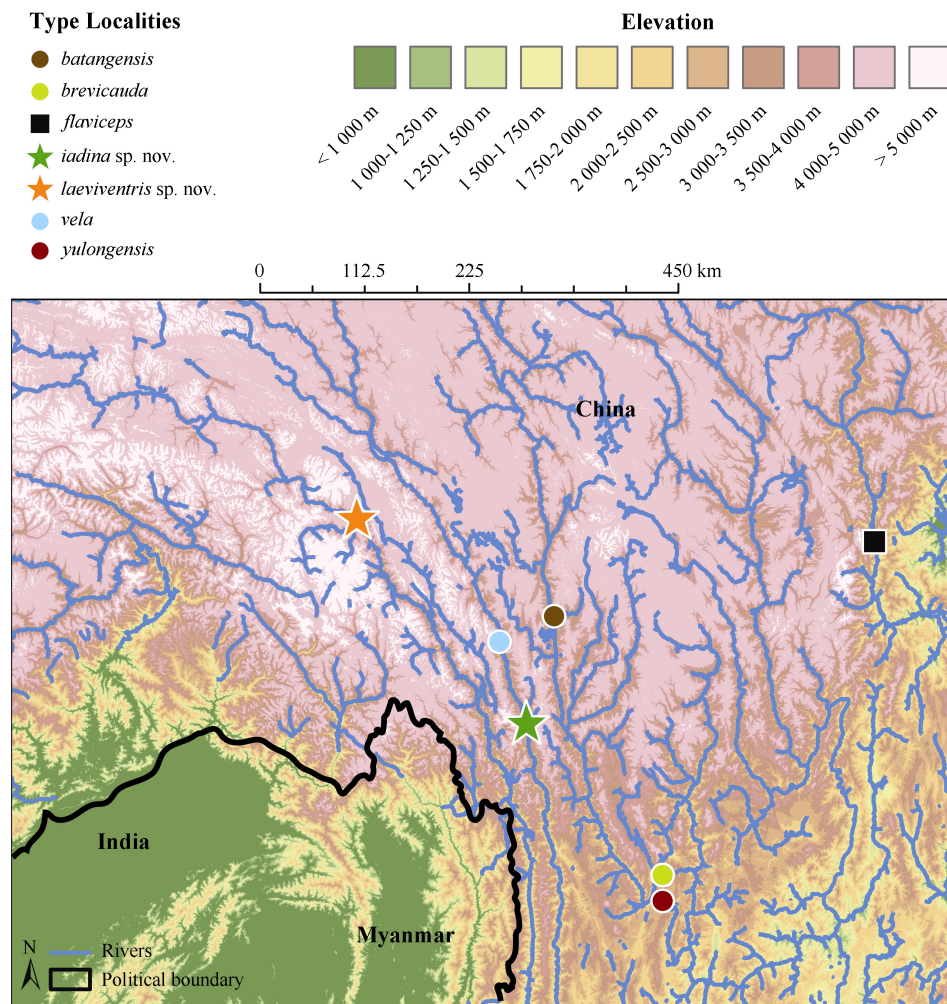 Type Localities
batangensis
brevicauda
flaviceps
iadina sp. nov.
laeviventris sp. nov.
vela
yulongensis
Elevation
< 1 000 m
1 000-1 250 m
1 250-1 500 m
1 500-1 750 m
1 750-2 000 m
2 000-2 500 m
2 500-3 000 m
3 000-3 500 m
3 500-4 000 m
4 000-5 000 m
> 5 000 m
0 112.5 225 450 km
China
India
Myanmar
N
Rivers
Political boundary